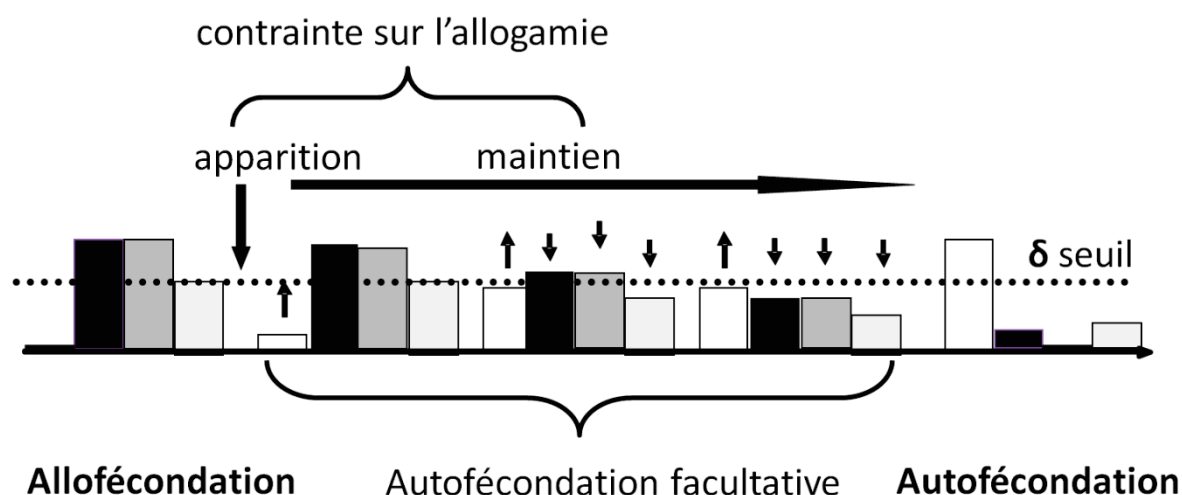 contrainte sur l’allogamie
apparition
maintien
δ seuil
Allofécondation
Autofécondation facultative
Autofécondation